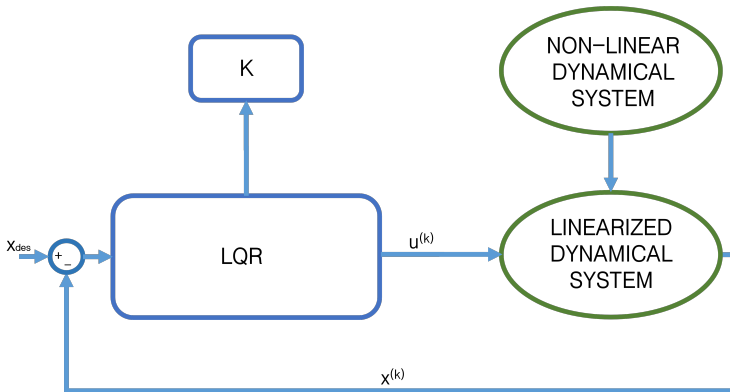 K
NON-LINEAR
DYNAMICAL
SYSTEM
X_des
+
−
LQR
u^(k)
LINEARIZED
DYNAMICAL
SYSTEM
x^(k)